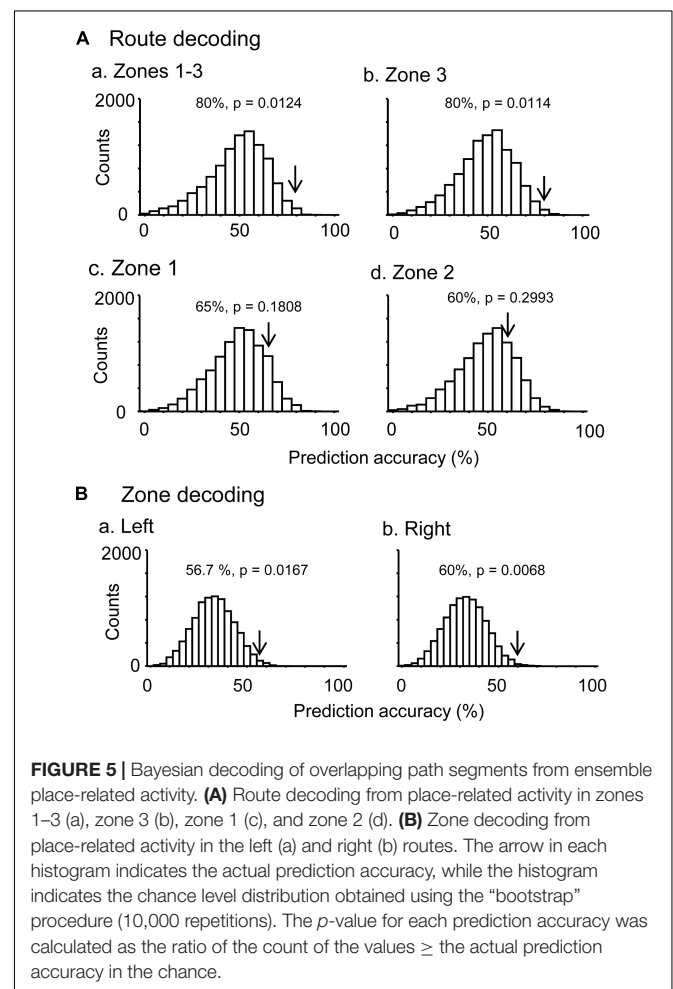 A Route decoding
a. Zones 1-3
b. Zone 3
2000
80%, p = 0.0124
80%, p = 0.0114
Counts
0
0 50 100
0 50 100
c. Zone 1
d. Zone 2
2000
65%, p = 0.1808
60%, p = 0.2993
Counts
0
0 50 100
0 50 100
Prediction accuracy (%)
B Zone decoding
a. Left
b. Right
2000
56.7 %, p = 0.0167
60%, p = 0.0068
Counts
0
0 50 100
0 50 100
Prediction accuracy (%)
FIGURE 5 | Bayesian decoding of overlapping path segments from ensemble
place-related activity. (A) Route decoding from place-related activity in zones
1–3 (a), zone 3 (b), zone 1 (c), and zone 2 (d). (B) Zone decoding from
place-related activity in the left (a) and right (b) routes. The arrow in each
histogram indicates the actual prediction accuracy, while the histogram
indicates the chance level distribution obtained using the “bootstrap”
procedure (10,000 repetitions). The p-value for each prediction accuracy was
calculated as the ratio of the count of the values ≥ the actual prediction
accuracy in the chance.